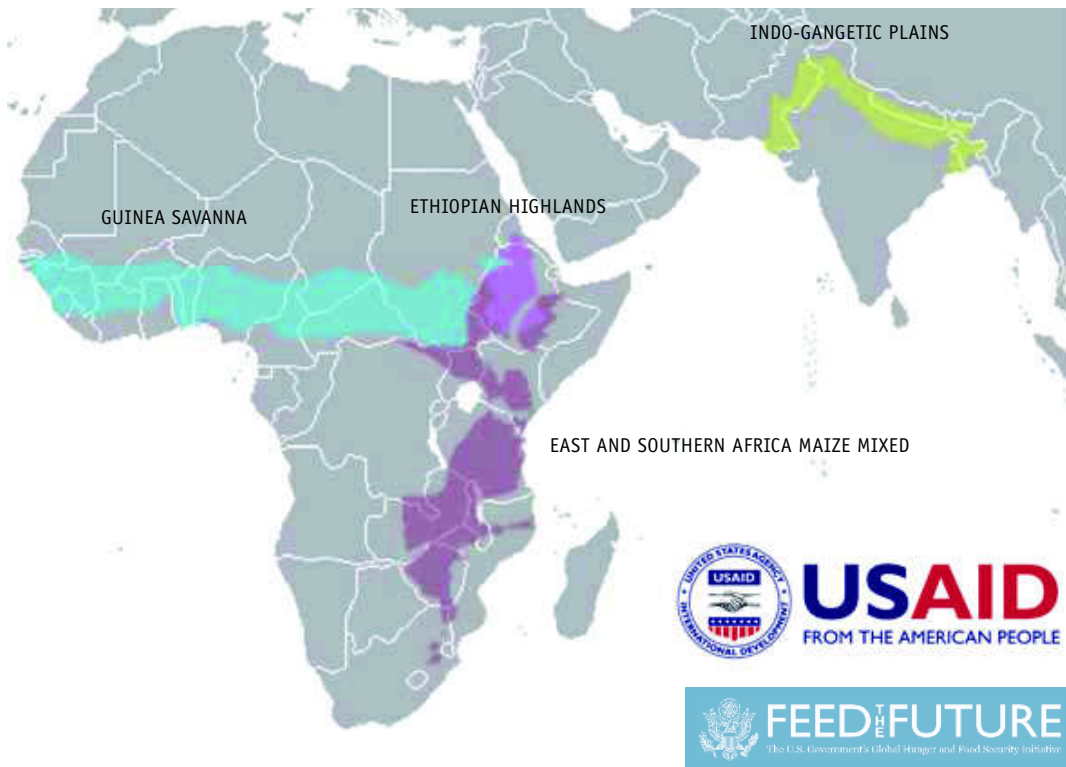 INDO-GANGETIC PLAINS
GUINEA SAVANNA
ETHIOPIAN HIGHLANDS
EAST AND SOUTHERN AFRICA MAIZE MIXED
UNITED STATES AGENCY
USAID
INTERNATIONAL DEVELOPMENT
USAID
FROM THE AMERICAN PEOPLE
FEED THE FUTURE
The U.S. Government's Global Hunger and Food Security Initiative